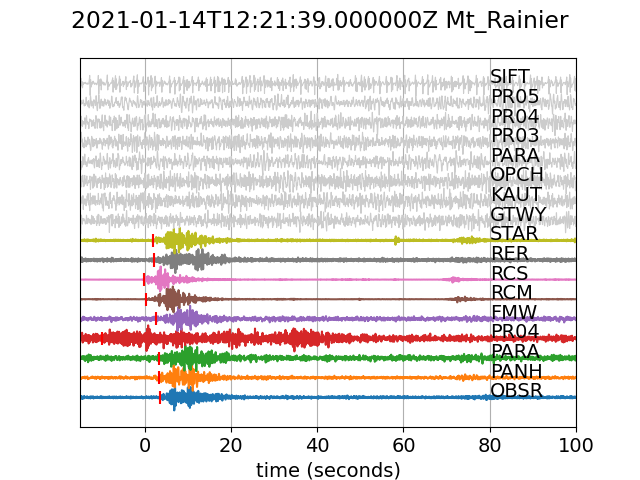 2021-01-14T12:21:39.000000Z Mt_Rainier
SIFT
PR05
PR04
PR03
PARA
OPCH
KAUT
GTWY
STAR
RER
RCS
RCM
FMW
PR04
PARA
PANH
OBSR
0 20 40 60 80 100
time (seconds)